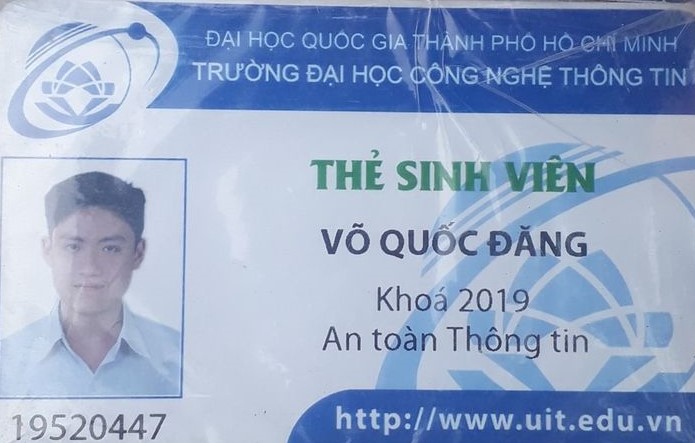 ĐẠI HỌC QUỐC GIA THÀNH PHỐ HỒ CHÍ MINH
TRƯỜNG ĐẠI HỌC CÔNG NGHỆ THÔNG TIN
THẺ SINH VIÊN
VÕ QUỐC ĐĂNG
Khoá 2019
An toàn Thông tin
19520447
http://www.uit.edu.vn